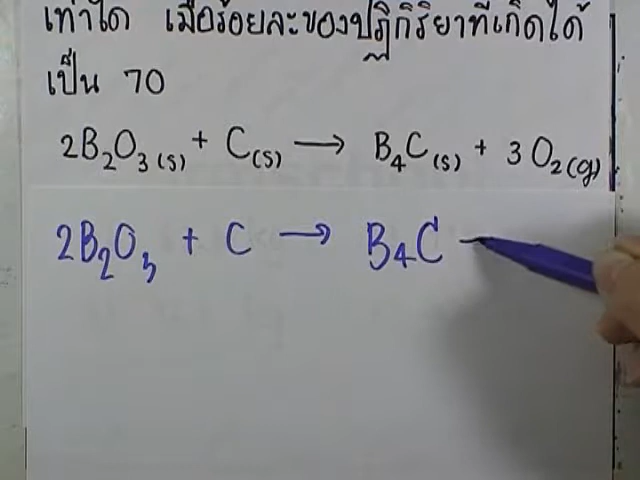 เท่าใด เมื่อร้อยละของปฏิกิริยาที่เกิดได้
เป็น 70
2B₂O₃(s) + C(s) → B₄C(s) + 3O₂(g)
2B₂O₃ + C → B₄C